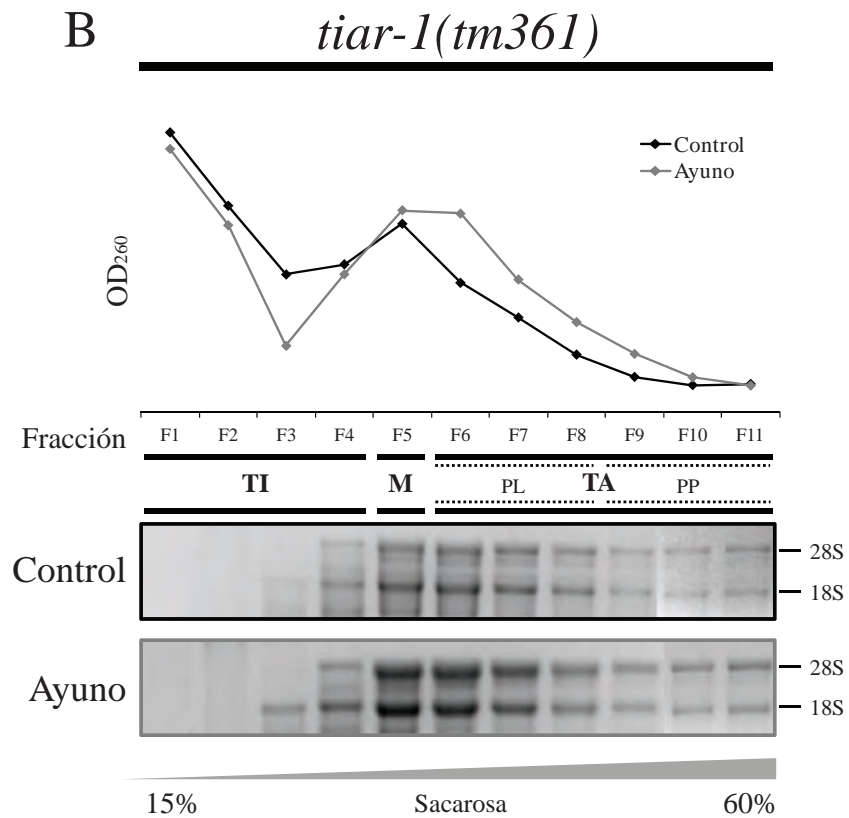 B
tiar-1(tm361)
Control
Ayuno
OD260
Fracción F1 F2 F3 F4 F5 F6 F7 F8 F9 F10 F11
TI M PL TA PP
Control
28S
18S
Ayuno
28S
18S
15% Sacarosa 60%